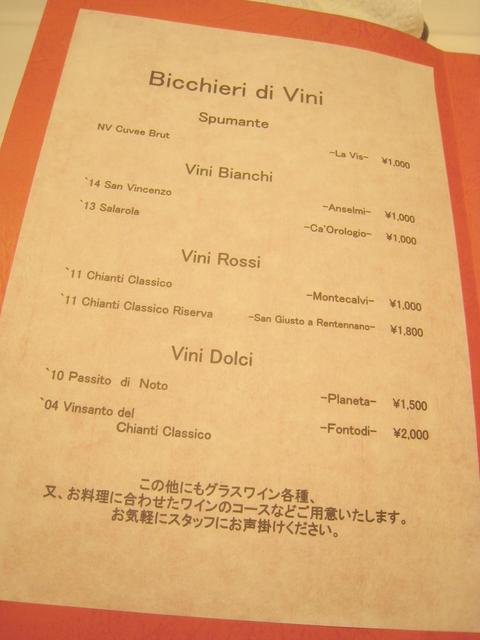 Bicchieri di Vini
Spumante
NV Cuvee Brut
-La Vis- ¥1,000
Vini Bianchi
`14 San Vincenzo
-Anselmi- ¥1,000
`13 Salarola
-Ca'Orologio- ¥1,000
Vini Rossi
`11 Chianti Classico
-Montecalvi- ¥1,000
`11 Chianti Classico Riserva -San Giusto a Rentennano- ¥1,800
Vini Dolci
`10 Passito di Noto
-Planeta- ¥1,500
`04 Vinsanto del
Chianti Classico -Fontodi- ¥2,000
この他にもグラスワイン各種、
又、お料理に合わせたワインのコースなどご用意いたします。
お気軽にスタッフにお声掛けください。